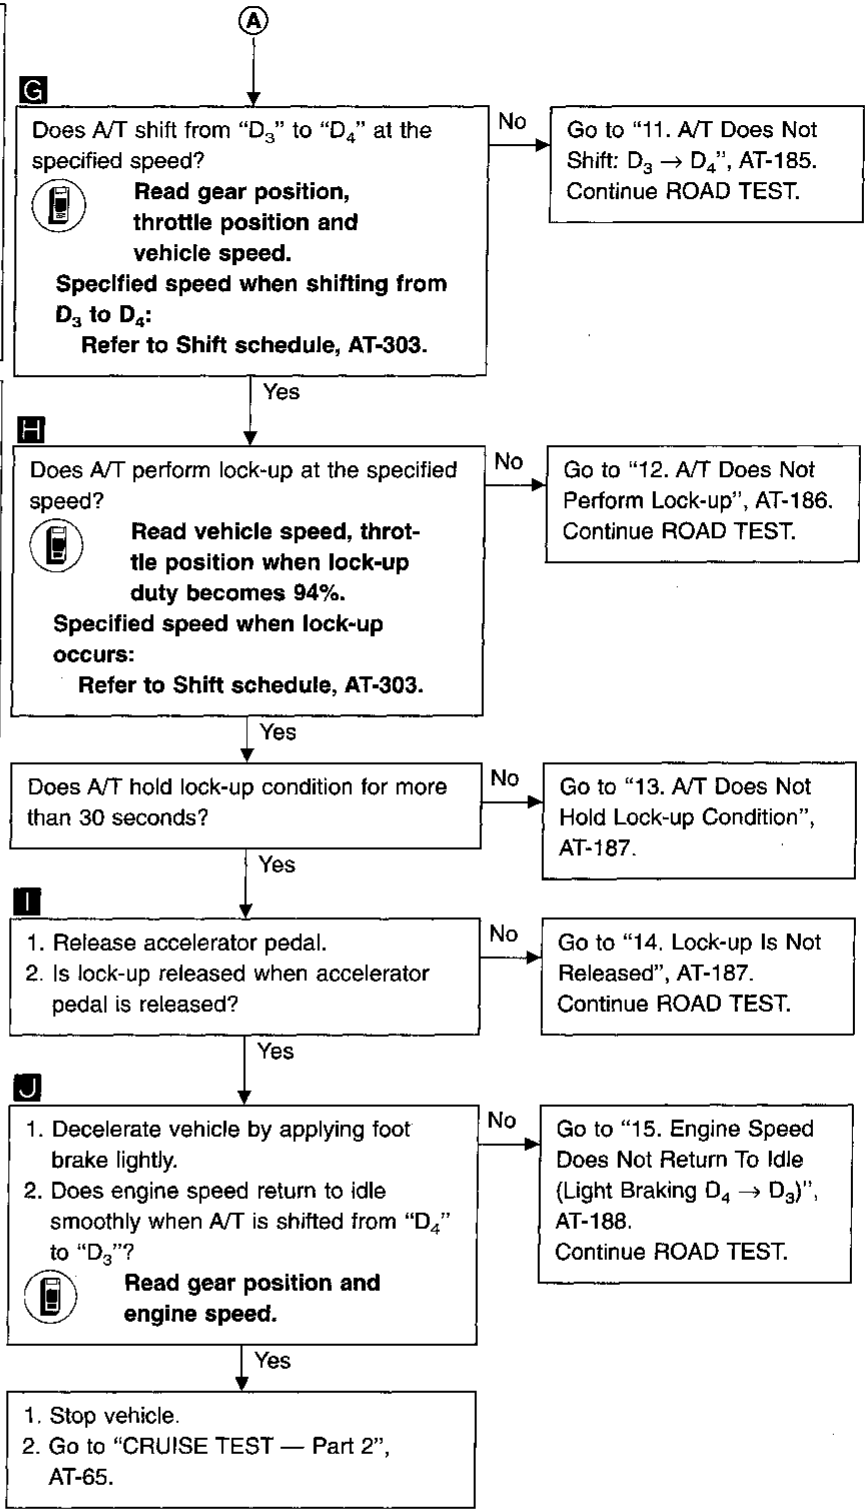 A
G
Does A/T shift from “D₃” to “D₄” at the
specified speed?
Read gear position,
throttle position and
vehicle speed.
Specified speed when shifting from
D₃ to D₄:
Refer to Shift schedule, AT-303.
No
Go to “11. A/T Does Not
Shift: D₃ → D₄”, AT-185.
Continue ROAD TEST.
Yes
H
Does A/T perform lock-up at the specified
speed?
Read vehicle speed, throt-
tle position when lock-up
duty becomes 94%.
Specified speed when lock-up
occurs:
Refer to Shift schedule, AT-303.
No
Go to “12. A/T Does Not
Perform Lock-up”, AT-186.
Continue ROAD TEST.
Yes
Does A/T hold lock-up condition for more
than 30 seconds?
No
Go to “13. A/T Does Not
Hold Lock-up Condition”,
AT-187.
Yes
I
1. Release accelerator pedal.
2. Is lock-up released when accelerator
pedal is released?
No
Go to “14. Lock-up Is Not
Released”, AT-187.
Continue ROAD TEST.
Yes
J
1. Decelerate vehicle by applying foot
brake lightly.
2. Does engine speed return to idle
smoothly when A/T is shifted from “D₄”
to “D₃”?
Read gear position and
engine speed.
No
Go to “15. Engine Speed
Does Not Return To Idle
(Light Braking D₄ → D₃)”,
AT-188.
Continue ROAD TEST.
Yes
1. Stop vehicle.
2. Go to “CRUISE TEST — Part 2”,
AT-65.